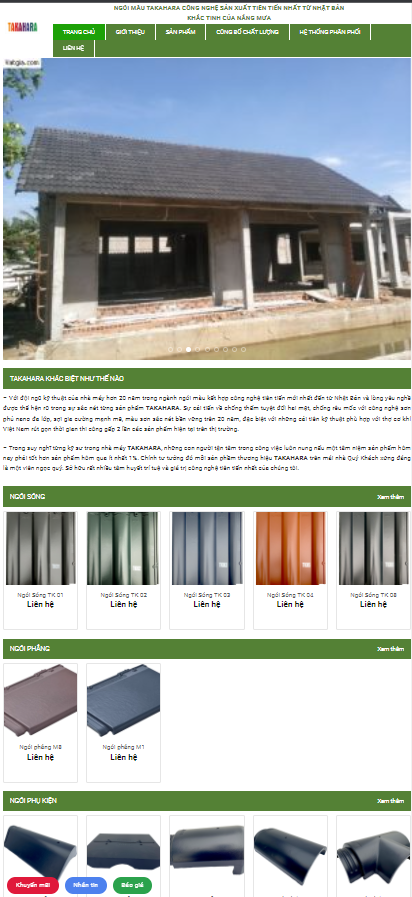 NGÓI MÀU TAKAHARA CÔNG NGHỆ SẢN XUẤT TIÊN TIẾN NHẤT TỪ NHẬT BẢN
KHẮC TINH CỦA NẮNG MƯA
TAKAHARA
TRANG CHỦ
GIỚI THIỆU
SẢN PHẨM
CÔNG BỐ CHẤT LƯỢNG
HỆ THỐNG PHÂN PHỐI
LIÊN HỆ
Vatgia.com
TAKAHARA KHÁC BIỆT NHƯ THẾ NÀO
– Với đội ngũ kỹ thuật của nhà máy hơn 20 năm trong ngành ngói màu kết hợp công nghệ tiên tiến mới nhất đến từ Nhật Bản và lòng yêu nghề
được thể hiện rõ trong sự sắc nét từng sản phẩm TAKAHARA. Sự cải tiến về chống thấm tuyệt đối hai mặt, chống rêu mốc với công nghệ sơn
phủ nano đa lớp, sợi gia cường mạnh mẽ, màu sơn sắc nét bền vững trên 20 năm, đặc biệt với những cải tiến kỹ thuật phù hợp với thợ cơ khí
Việt Nam rút gọn thời gian thi công gấp 2 lần các sản phẩm hiện tại trên thị trường.
– Trong suy nghĩ từng kỹ sư trong nhà máy TAKAHARA, những con người tận tâm trong công việc luôn nung nấu một tâm niệm sản phẩm hôm
nay phải tốt hơn sản phẩm hôm qua ít nhất 1%. Chính tư tưởng đó mỗi sản phầm thương hiệu TAKAHARA trên mái nhà Quý Khách xứng đáng
là một viên ngọc quý. Sở hữu rất nhiều tâm huyết trí tuệ và giá trị công nghệ tiên tiến nhất của chúng tôi.
NGÓI SÓNG
Xem thêm
Ngói Sóng TK 01
Liên hệ
Ngói Sóng TK 02
Liên hệ
Ngói Sóng TK 03
Liên hệ
Ngói Sóng TK 04
Liên hệ
Ngói Sóng TK 08
Liên hệ
NGÓI PHẲNG
Xem thêm
Ngói phẳng M8
Liên hệ
Ngói phẳng M1
Liên hệ
NGÓI PHỤ KIỆN
Xem thêm
Khuyến mãi
Nhắn tin
Báo giá